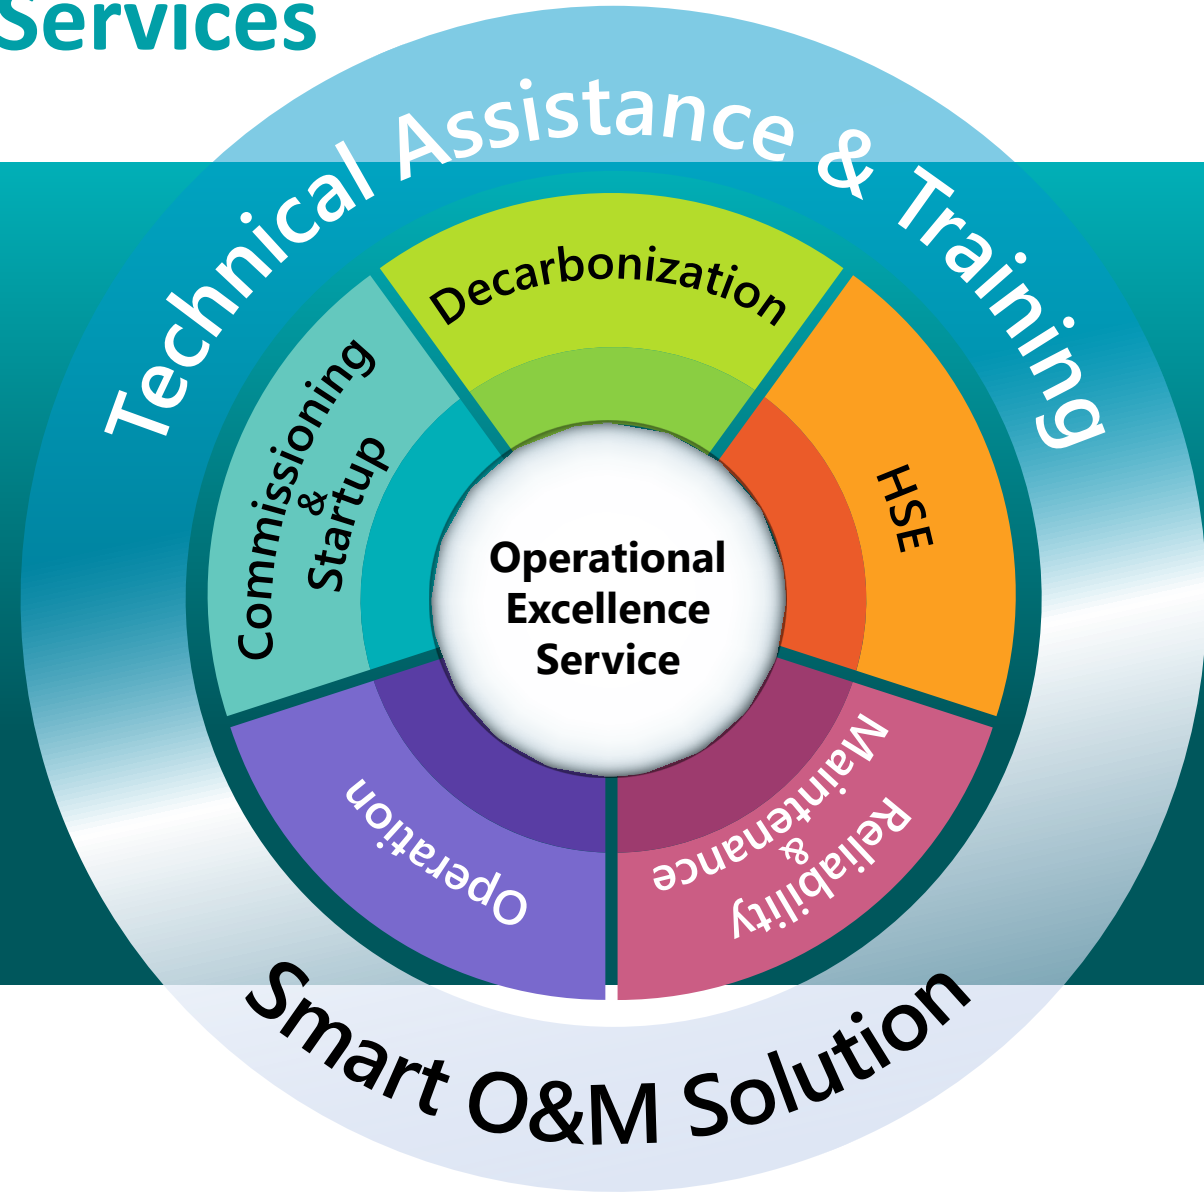 Services
Technical Assistance & Training
Decarbonization
HSE
Reliability
&
Maintenance
Operation
Commissioning
&
Startup
Operational
Excellence
Service
Smart O&M Solution